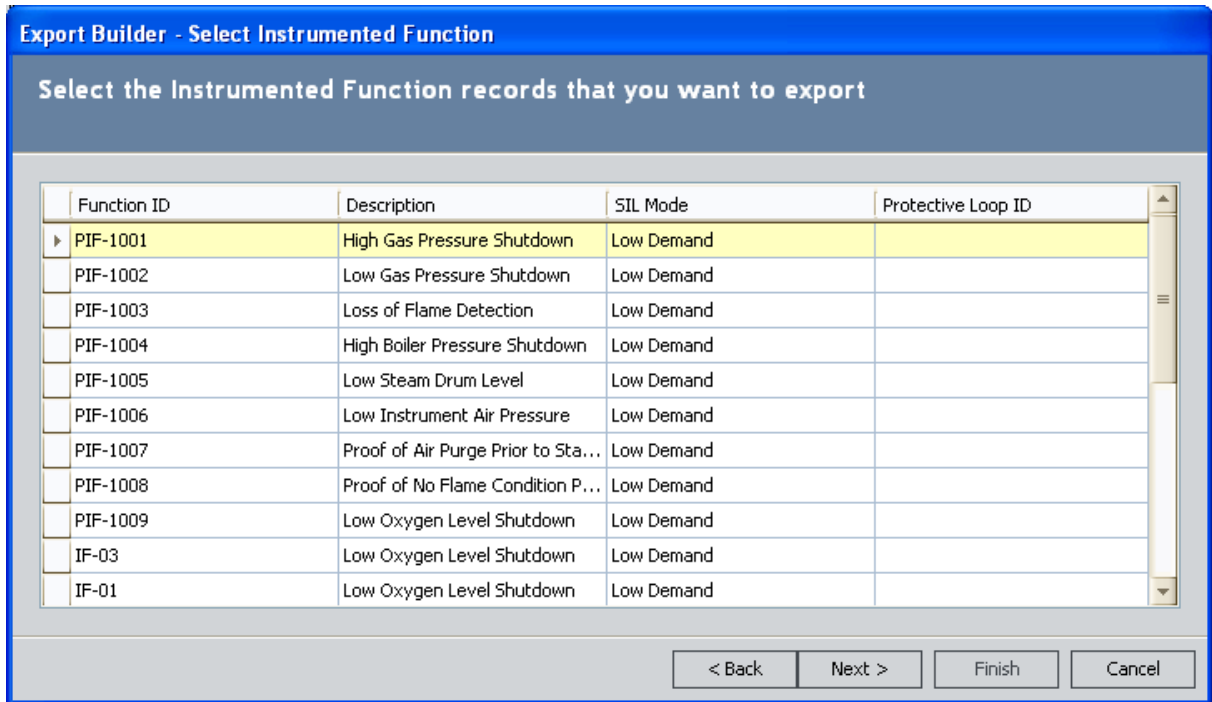 Export Builder - Select Instrumented Function
Select the Instrumented Function records that you want to export
Function ID Description SIL Mode Protective Loop ID
PIF-1001 High Gas Pressure Shutdown Low Demand
PIF-1002 Low Gas Pressure Shutdown Low Demand
PIF-1003 Loss of Flame Detection Low Demand
PIF-1004 High Boiler Pressure Shutdown Low Demand
PIF-1005 Low Steam Drum Level Low Demand
PIF-1006 Low Instrument Air Pressure Low Demand
PIF-1007 Proof of Air Purge Prior to Sta... Low Demand
PIF-1008 Proof of No Flame Condition P... Low Demand
PIF-1009 Low Oxygen Level Shutdown Low Demand
IF-03 Low Oxygen Level Shutdown Low Demand
IF-01 Low Oxygen Level Shutdown Low Demand
< Back Next > Finish Cancel